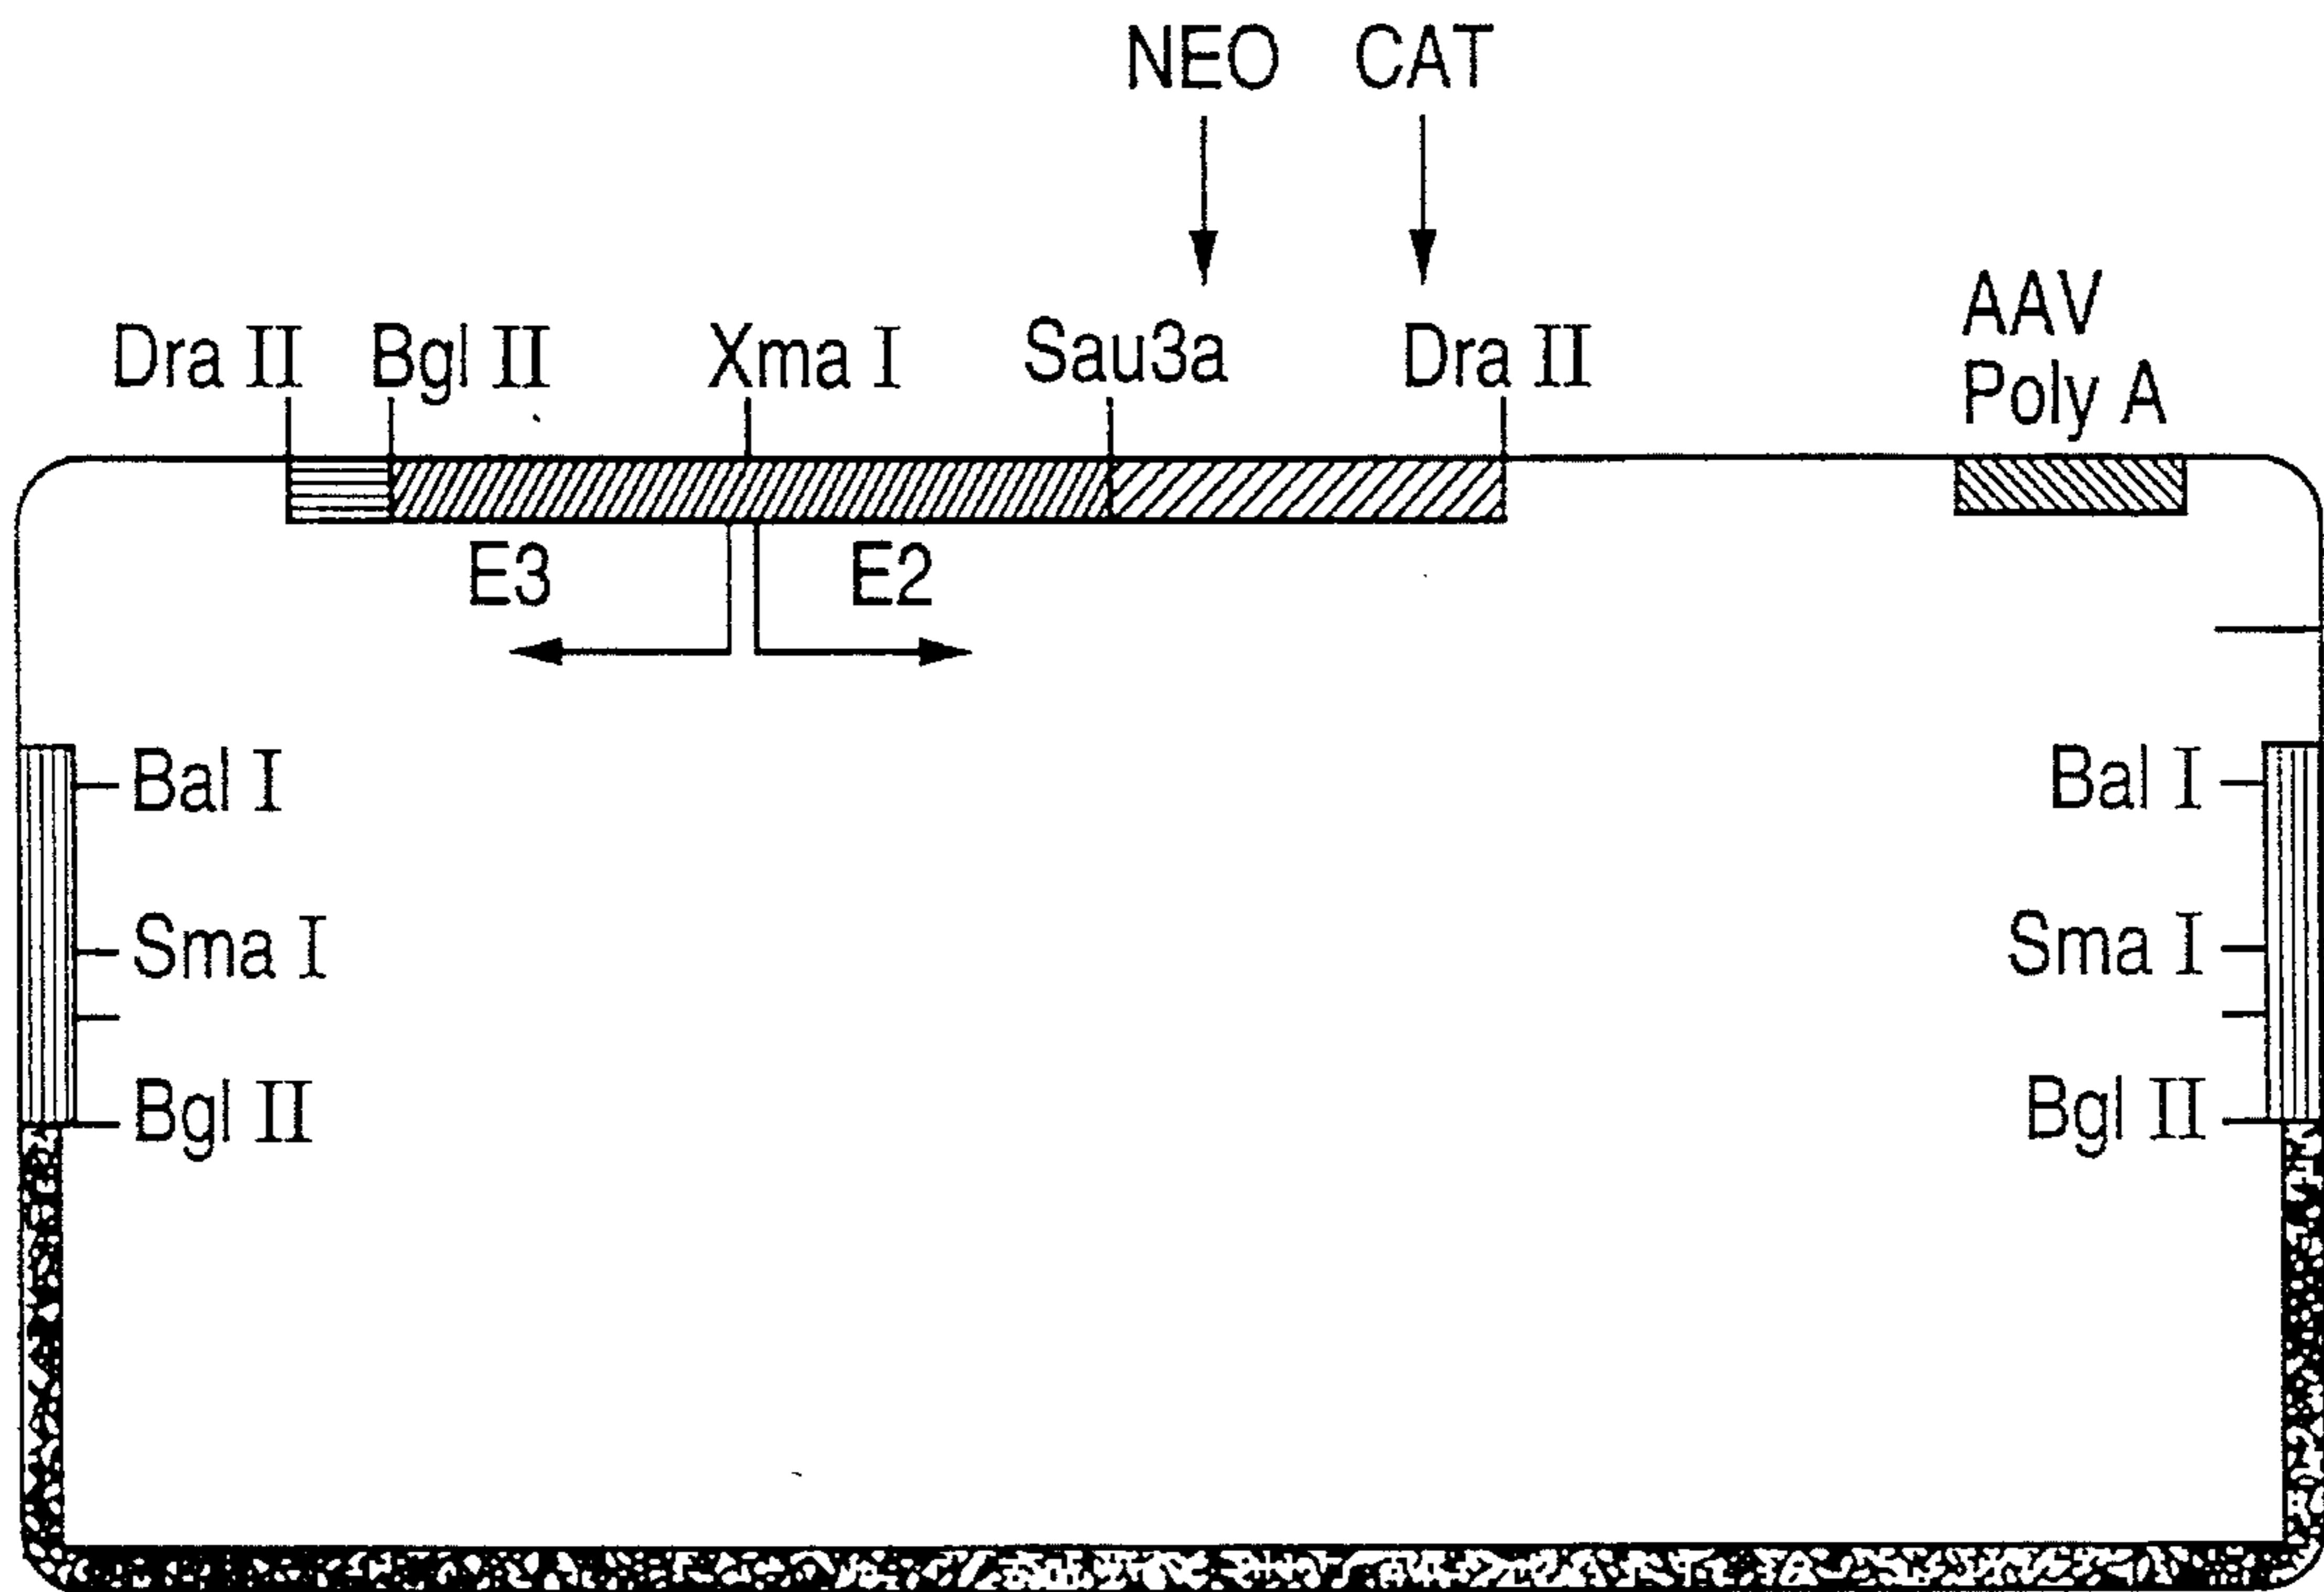 NEO CAT
AAV
Dra II Bgl II Xma I Sau3a Dra II Poly A
E3 E2
Bal I Bal I
Sma I Sma I
Bgl II Bgl II